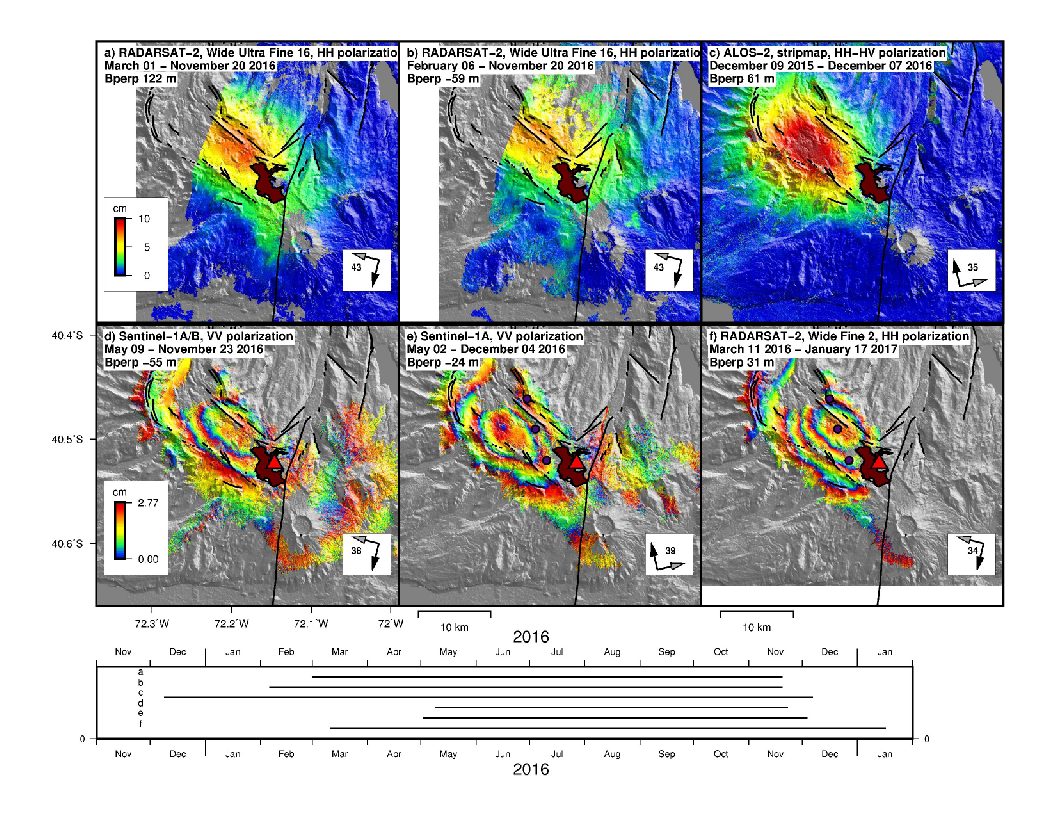 a) RADARSAT−2, Wide Ultra Fine 16, HH polarizatio
March 01 − November 20 2016
Bperp 122 m
b) RADARSAT−2, Wide Ultra Fine 16, HH polarizatio
February 06 − November 20 2016
Bperp −59 m
c) ALOS−2, stripmap, HH−HV polarization
December 09 2015 − December 07 2016
Bperp 61 m
cm
10
5
0
43
43
35
40.4˚S
40.5˚S
40.6˚S
d) Sentinel−1A/B, VV polarization
May 09 − November 23 2016
Bperp −55 m
e) Sentinel−1A, VV polarization
May 02 − December 04 2016
Bperp −24 m
f) RADARSAT−2, Wide Fine 2, HH polarization
March 11 2016 − January 17 2017
Bperp 31 m
cm
2.77
0.00
36
39
34
72.3˚W 72.2˚W 72.1˚W 72˚W
10 km
10 km
2016
Nov Dec Jan Feb Mar Apr May Jun Jul Aug Sep Oct Nov Dec Jan
a
b
c
d
e
f
0 0
Nov Dec Jan Feb Mar Apr May Jun Jul Aug Sep Oct Nov Dec Jan
2016